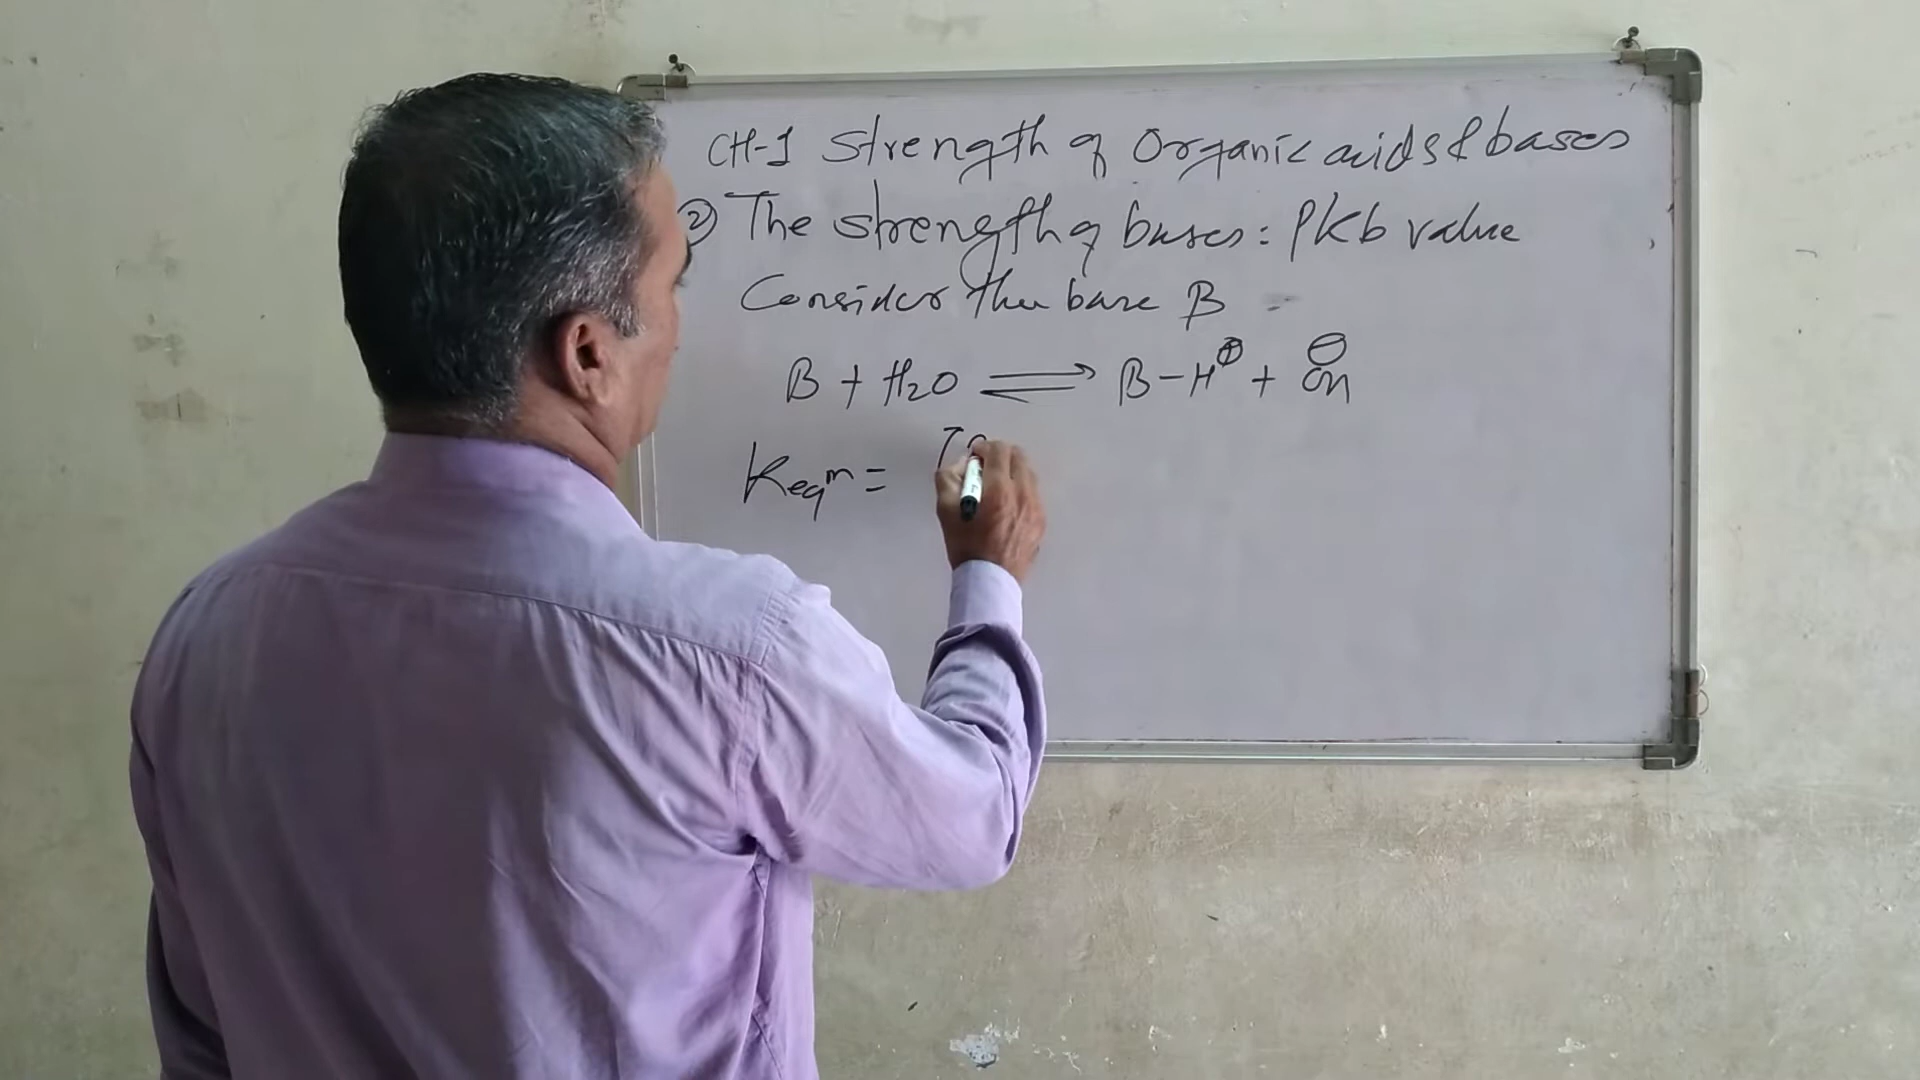 CH-1 Strength of Organic acids & bases
② The strength of bases: PKb value
Consider the base B
B + H₂O ⇌ B-H⊕ + ⊖OH
Keqᵐ = [